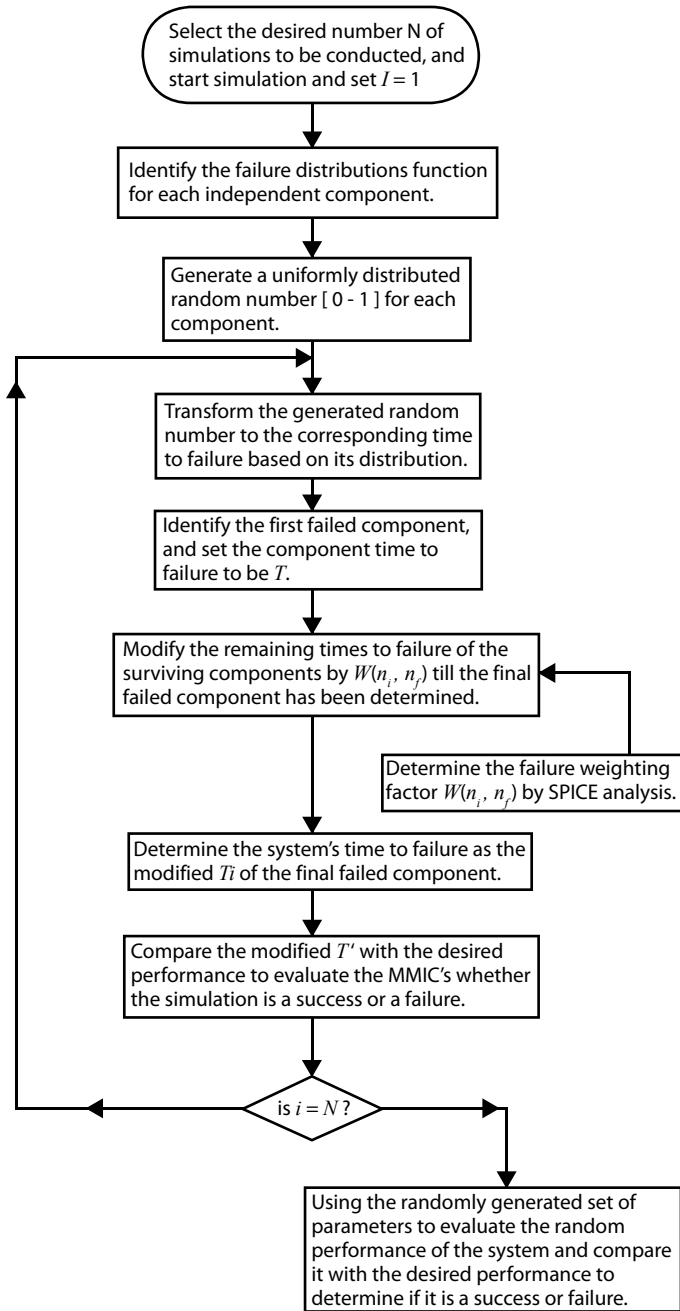 Select the desired number N of
simulations to be conducted, and
start simulation and set I = 1
Identify the failure distributions function
for each independent component.
Generate a uniformly distributed
random number [ 0 - 1 ] for each
component.
Transform the generated random
number to the corresponding time
to failure based on its distribution.
Identify the first failed component,
and set the component time to
failure to be T.
Modify the remaining times to failure of the
surviving components by W(nᵢ, n_f) till the final
failed component has been determined.
Determine the failure weighting
factor W(nᵢ, n_f) by SPICE analysis.
Determine the system's time to failure as the
modified Ti of the final failed component.
Compare the modified T' with the desired
performance to evaluate the MMIC's whether
the simulation is a success or a failure.
is i = N ?
Using the randomly generated set of
parameters to evaluate the random
performance of the system and compare
it with the desired performance to
determine if it is a success or failure.